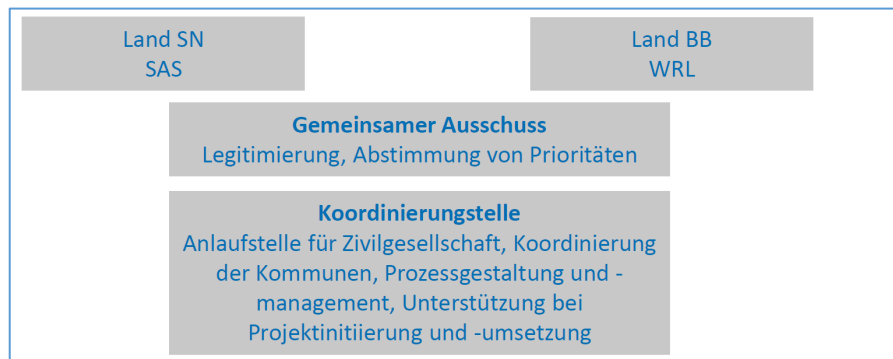 Land SN
SAS
Land BB
WRL
Gemeinsamer Ausschuss
Legitimierung, Abstimmung von Prioritäten
Koordinierungstelle
Anlaufstelle für Zivilgesellschaft, Koordinierung
der Kommunen, Prozessgestaltung und -
management, Unterstützung bei
Projektinitiierung und -umsetzung